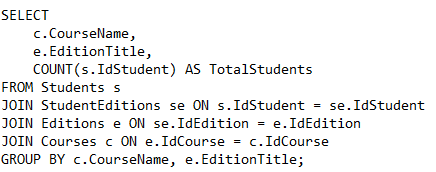 SELECT
    c.CourseName,
    e.EditionTitle,
    COUNT(s.IdStudent) AS TotalStudents
FROM Students s
JOIN StudentEditions se ON s.IdStudent = se.IdStudent
JOIN Editions e ON se.IdEdition = e.IdEdition
JOIN Courses c ON e.IdCourse = c.IdCourse
GROUP BY c.CourseName, e.EditionTitle;